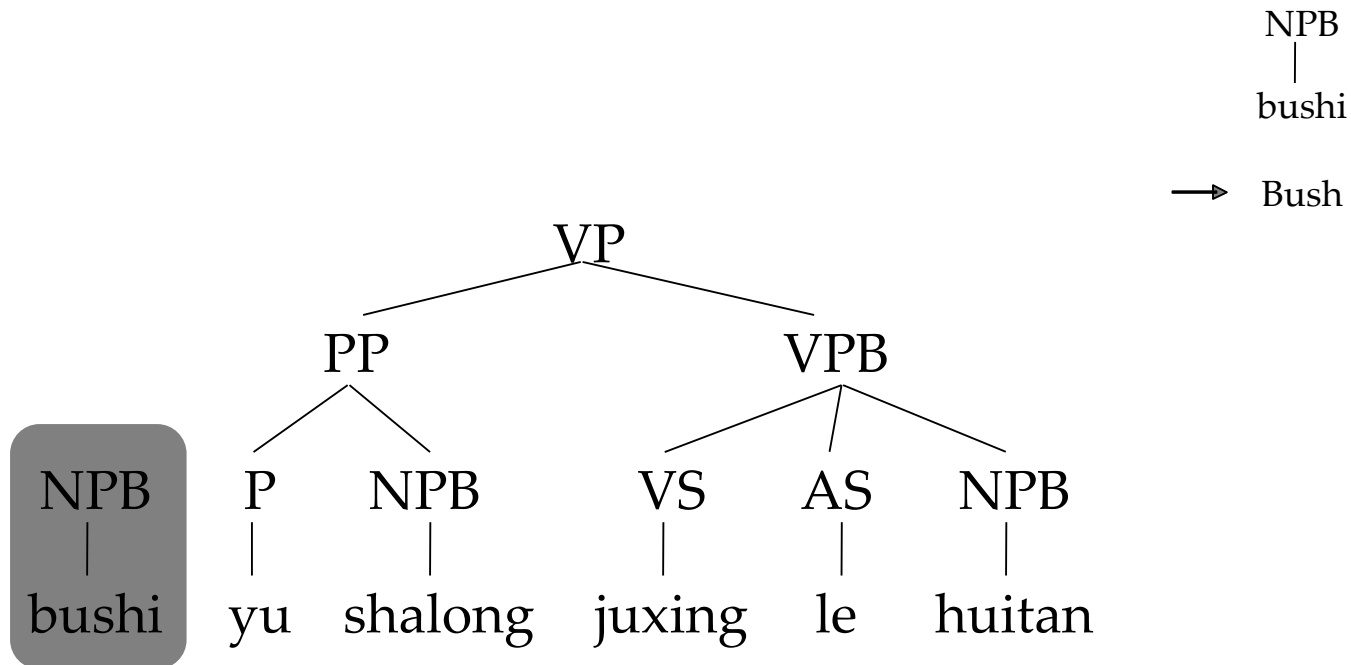 NPB
bushi
Bush
VP
PP VPB
NPB P NPB VS AS NPB
bushi yu shalong juxing le huitan